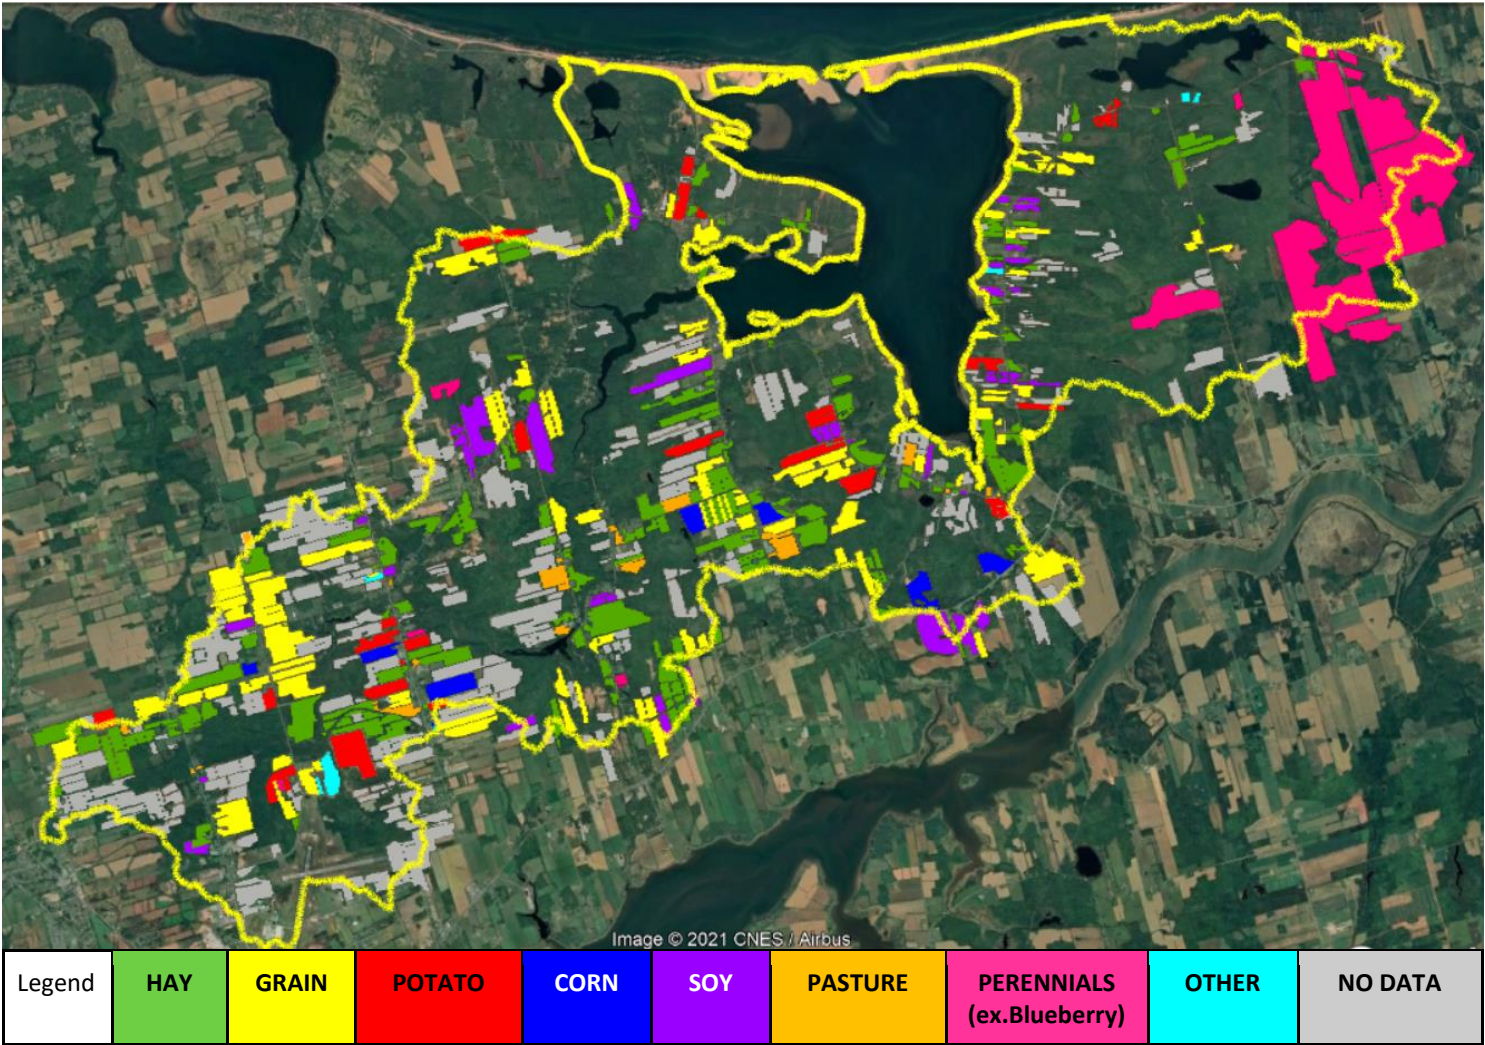 Image © 2021 CNES / Airbus
Legend HAY GRAIN POTATO CORN SOY PASTURE PERENNIALS (ex.Blueberry) OTHER NO DATA